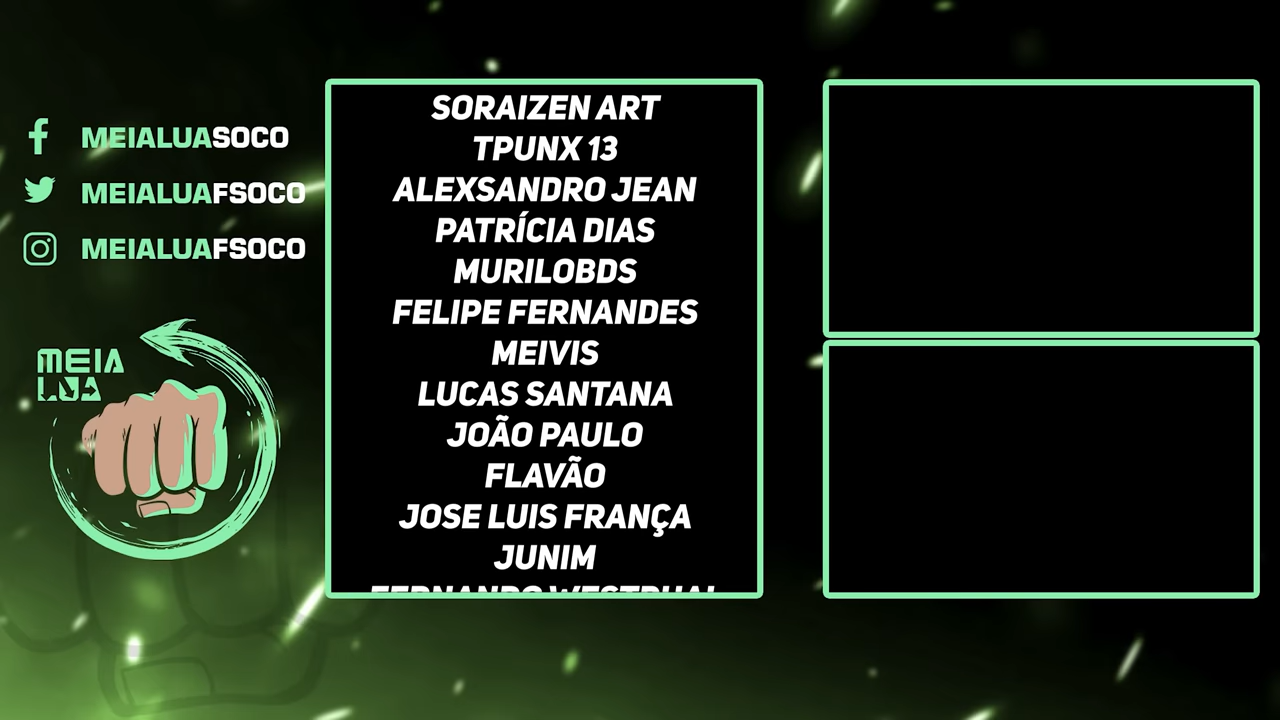 MEIALUASOCO
MEIALUAFSOCO
MEIALUAFSOCO
MEIA
LUA
SORAIZEN ART
TPUNX 13
ALEXSANDRO JEAN
PATRÍCIA DIAS
MURILOBDS
FELIPE FERNANDES
MEIVIS
LUCAS SANTANA
JOÃO PAULO
FLAVÃO
JOSE LUIS FRANÇA
JUNIM
FERNANDO